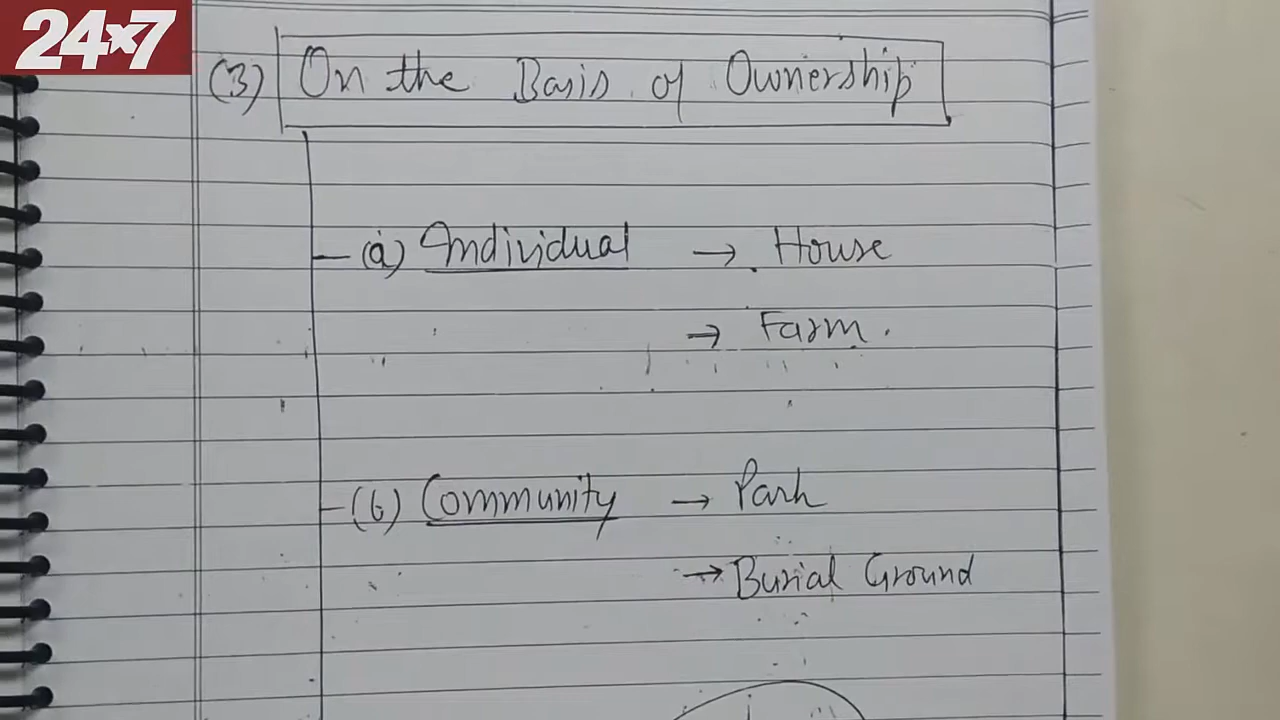 24x7
(3) On the Basis of Ownership
(a) Individual → House
→ Farm.
(b) Community → Park
→ Burial Ground